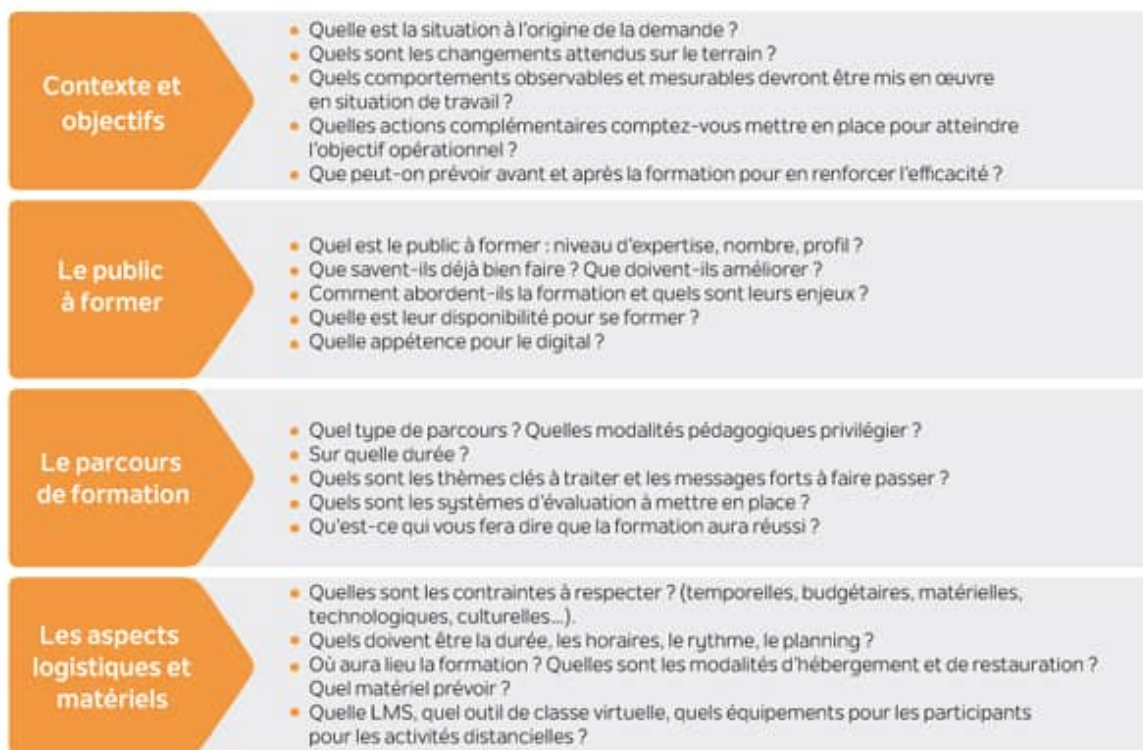 Contexte et
objectifs
• Quelle est la situation à l'origine de la demande ?
• Quels sont les changements attendus sur le terrain ?
• Quels comportements observables et mesurables devront être mis en œuvre
en situation de travail ?
• Quelles actions complémentaires comptez-vous mettre en place pour atteindre
l'objectif opérationnel ?
• Que peut-on prévoir avant et après la formation pour en renforcer l'efficacité ?
Le public
à former
• Quel est le public à former : niveau d'expertise, nombre, profil ?
• Que savent-ils déjà bien faire ? Que doivent-ils améliorer ?
• Comment abordent-ils la formation et quels sont leurs enjeux ?
• Quelle est leur disponibilité pour se former ?
• Quelle appétence pour le digital ?
Le parcours
de formation
• Quel type de parcours ? Quelles modalités pédagogiques privilégier ?
• Sur quelle durée ?
• Quels sont les thèmes clés à traiter et les messages forts à faire passer ?
• Quels sont les systèmes d'évaluation à mettre en place ?
• Qu'est-ce qui vous fera dire que la formation aura réussi ?
Les aspects
logistiques et
matériels
• Quelles sont les contraintes à respecter ? (temporelles, budgétaires, matérielles,
technologiques, culturelles...).
• Quels doivent être la durée, les horaires, le rythme, le planning ?
• Où aura lieu la formation ? Quelles sont les modalités d'hébergement et de restauration ?
Quel matériel prévoir ?
• Quelle LMS, quel outil de classe virtuelle, quels équipements pour les participants
pour les activités distancielles ?